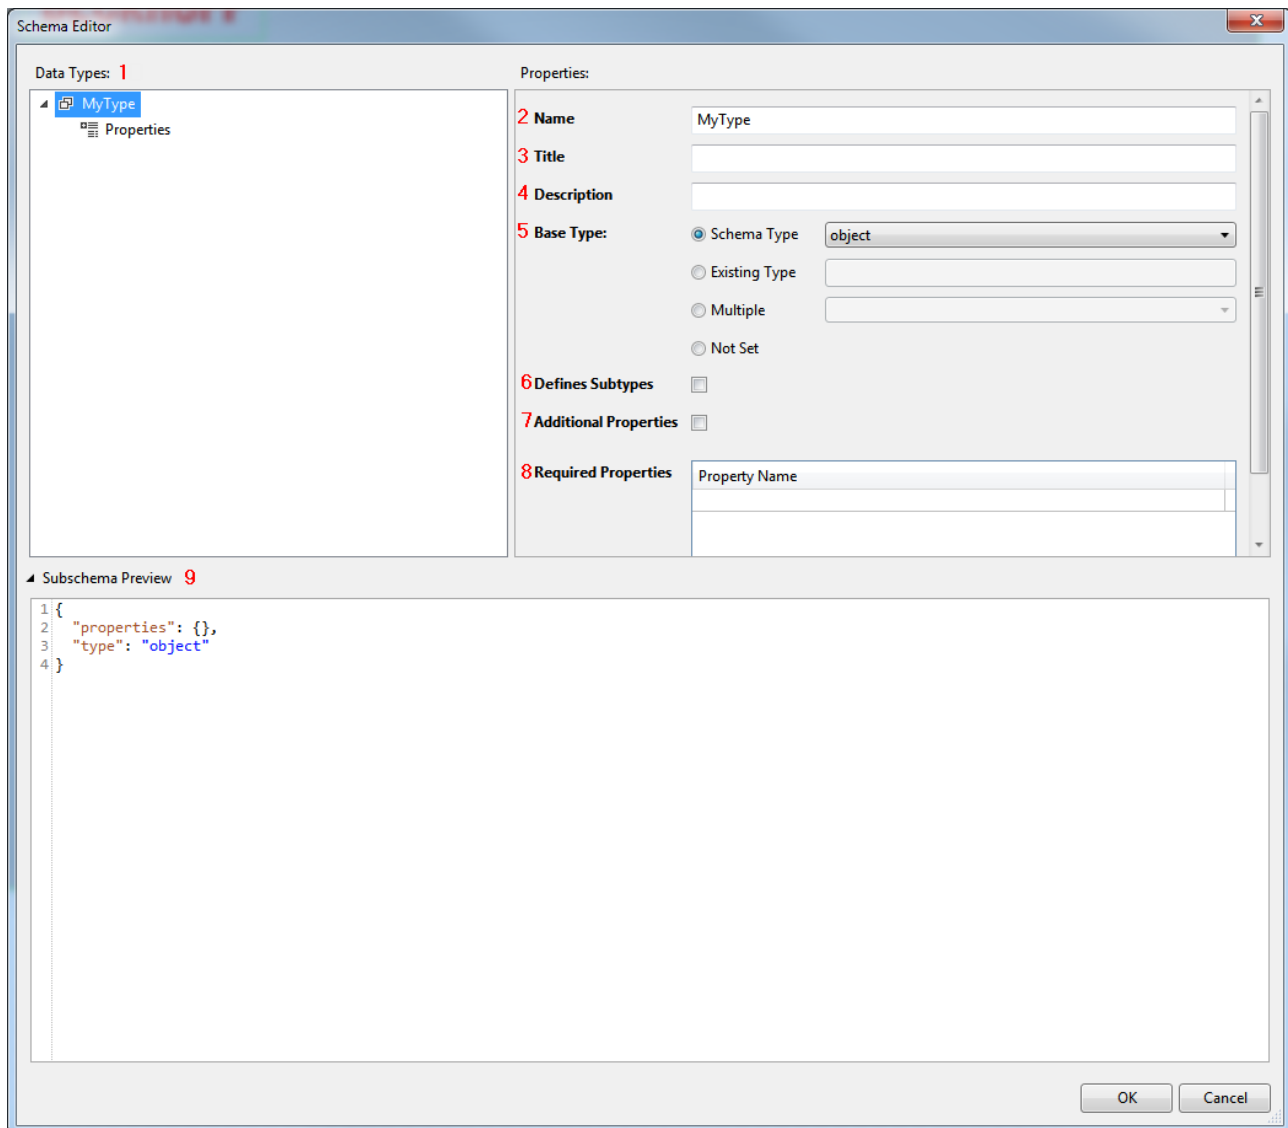 Schema Editor
Data Types: 1
MyType
Properties
Properties:
2 Name MyType
3 Title
4 Description
5 Base Type: Schema Type object
Existing Type
Multiple
Not Set
6 Defines Subtypes
7 Additional Properties
8 Required Properties Property Name
Subschema Preview 9
1 {
2 "properties": {},
3 "type": "object"
4 }
OK Cancel